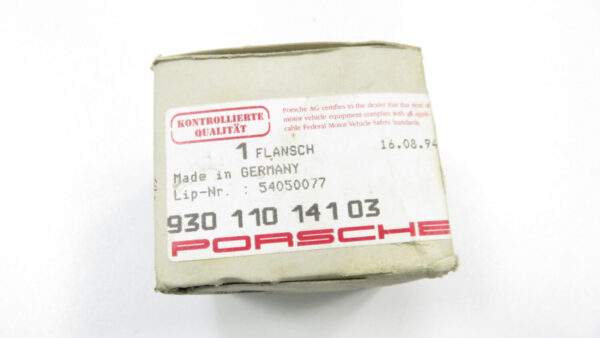 KONTROLLIERTE
QUALITÄT
Porsche AG certifies to the dealer that this item of
motor vehicle equipment complies with all appli-
cable Federal Motor Vehicle Safety Standards.
1 FLANSCH
16.08.94
Made in GERMANY
Lip-Nr. : 54050077
930 110 141 03
PORSCHE